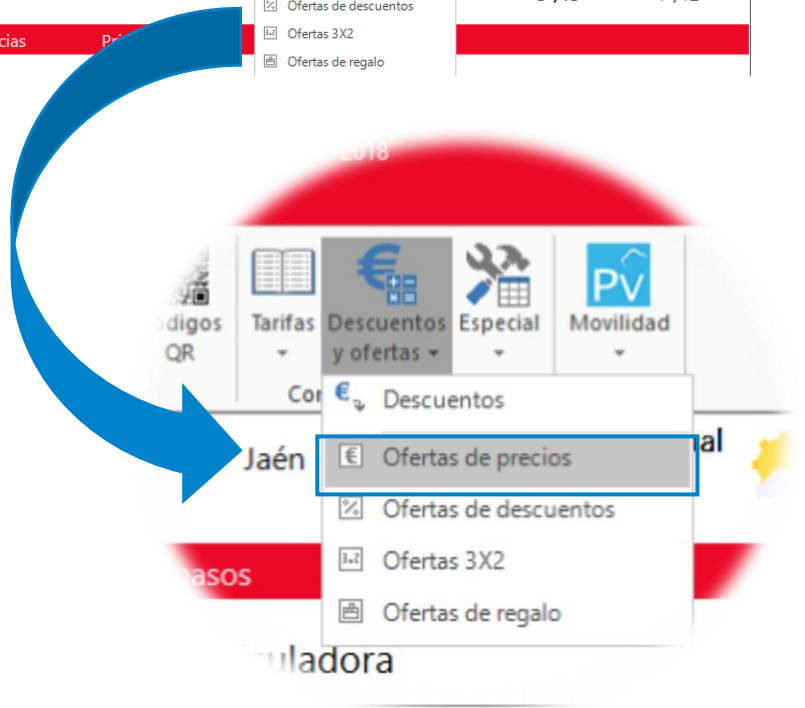 Ofertas de descuentos
Ofertas 3X2
Ofertas de regalo
2018
PV
Tarifas
Descuentos
y ofertas
Especial
Movilidad
QR
Descuentos
Jaén
Ofertas de precios
Ofertas de descuentos
Ofertas 3X2
Ofertas de regalo